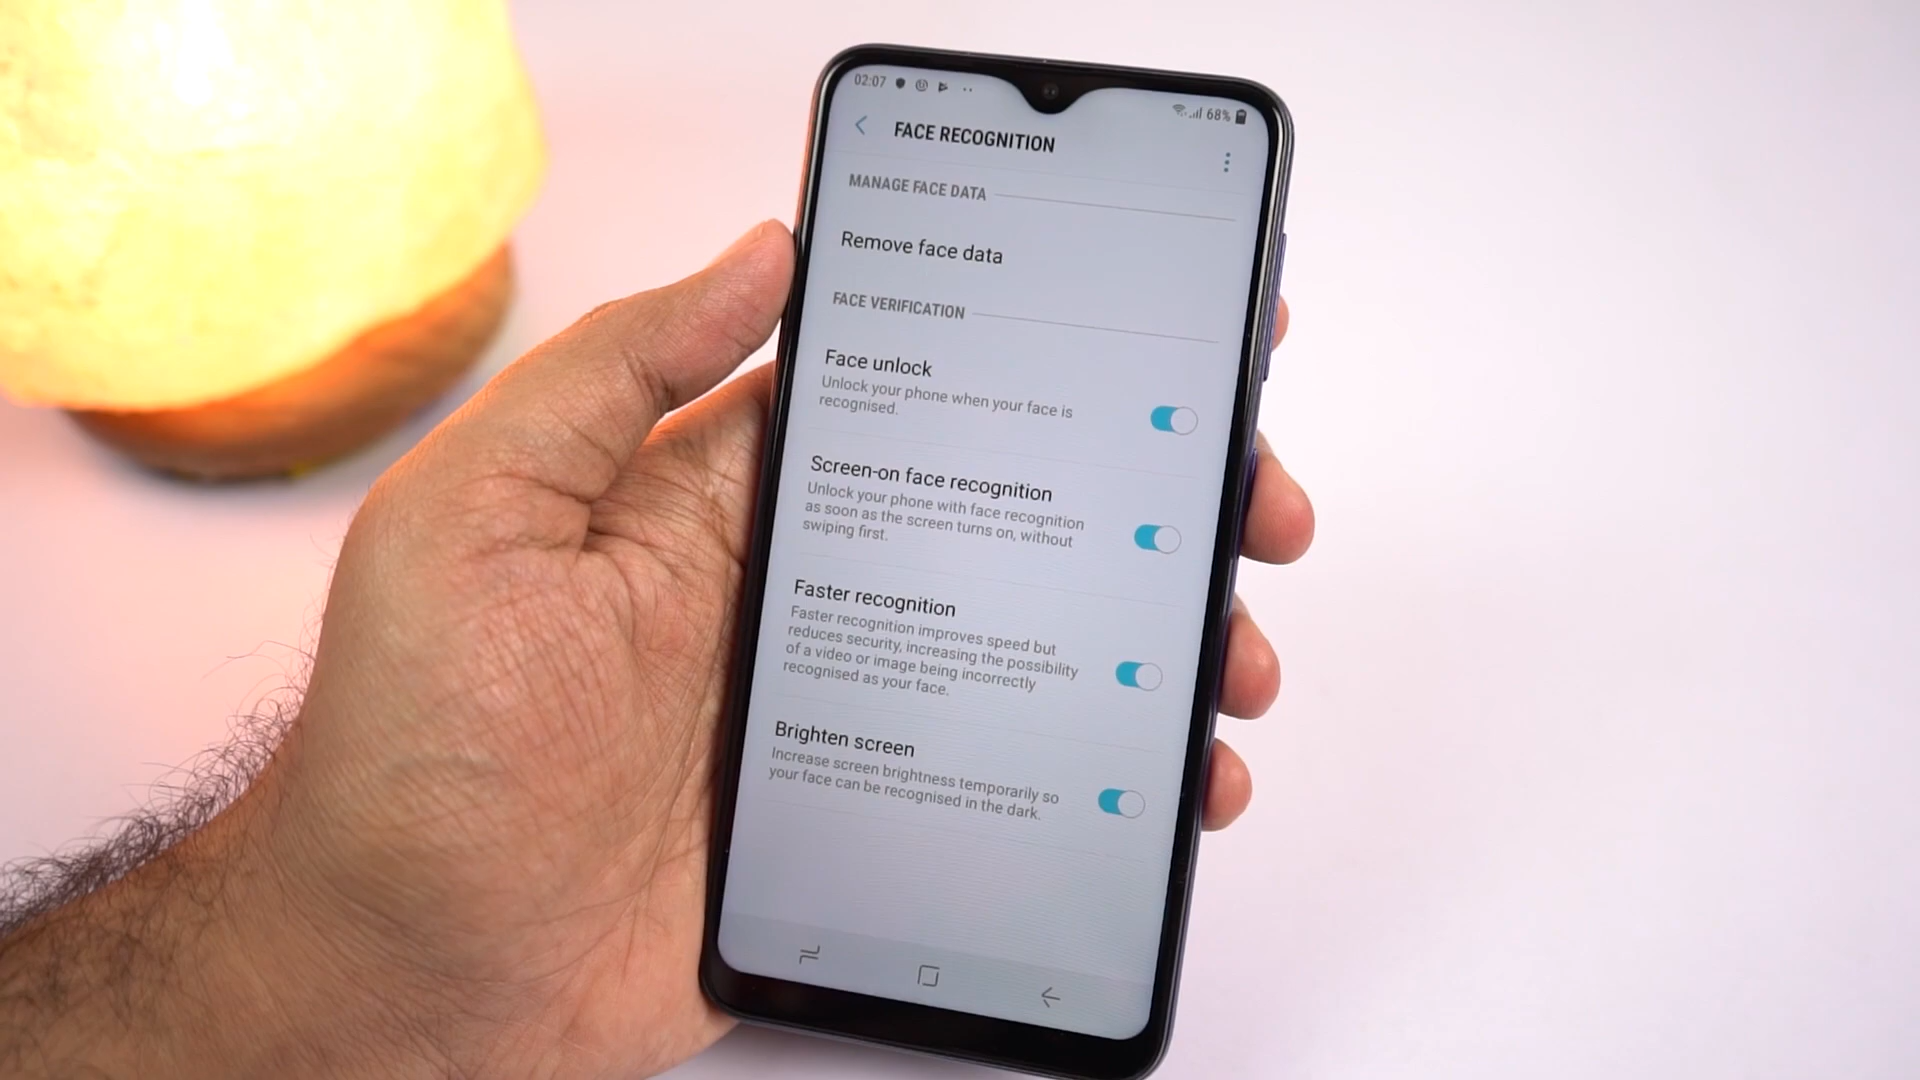 02:07
68%
FACE RECOGNITION
MANAGE FACE DATA
Remove face data
FACE VERIFICATION
Face unlock
Unlock your phone when your face is
recognised.
Screen-on face recognition
Unlock your phone with face recognition
as soon as the screen turns on, without
swiping first.
Faster recognition
Faster recognition improves speed but
reduces security, increasing the possibility
of a video or image being incorrectly
recognised as your face.
Brighten screen
Increase screen brightness temporarily so
your face can be recognised in the dark.